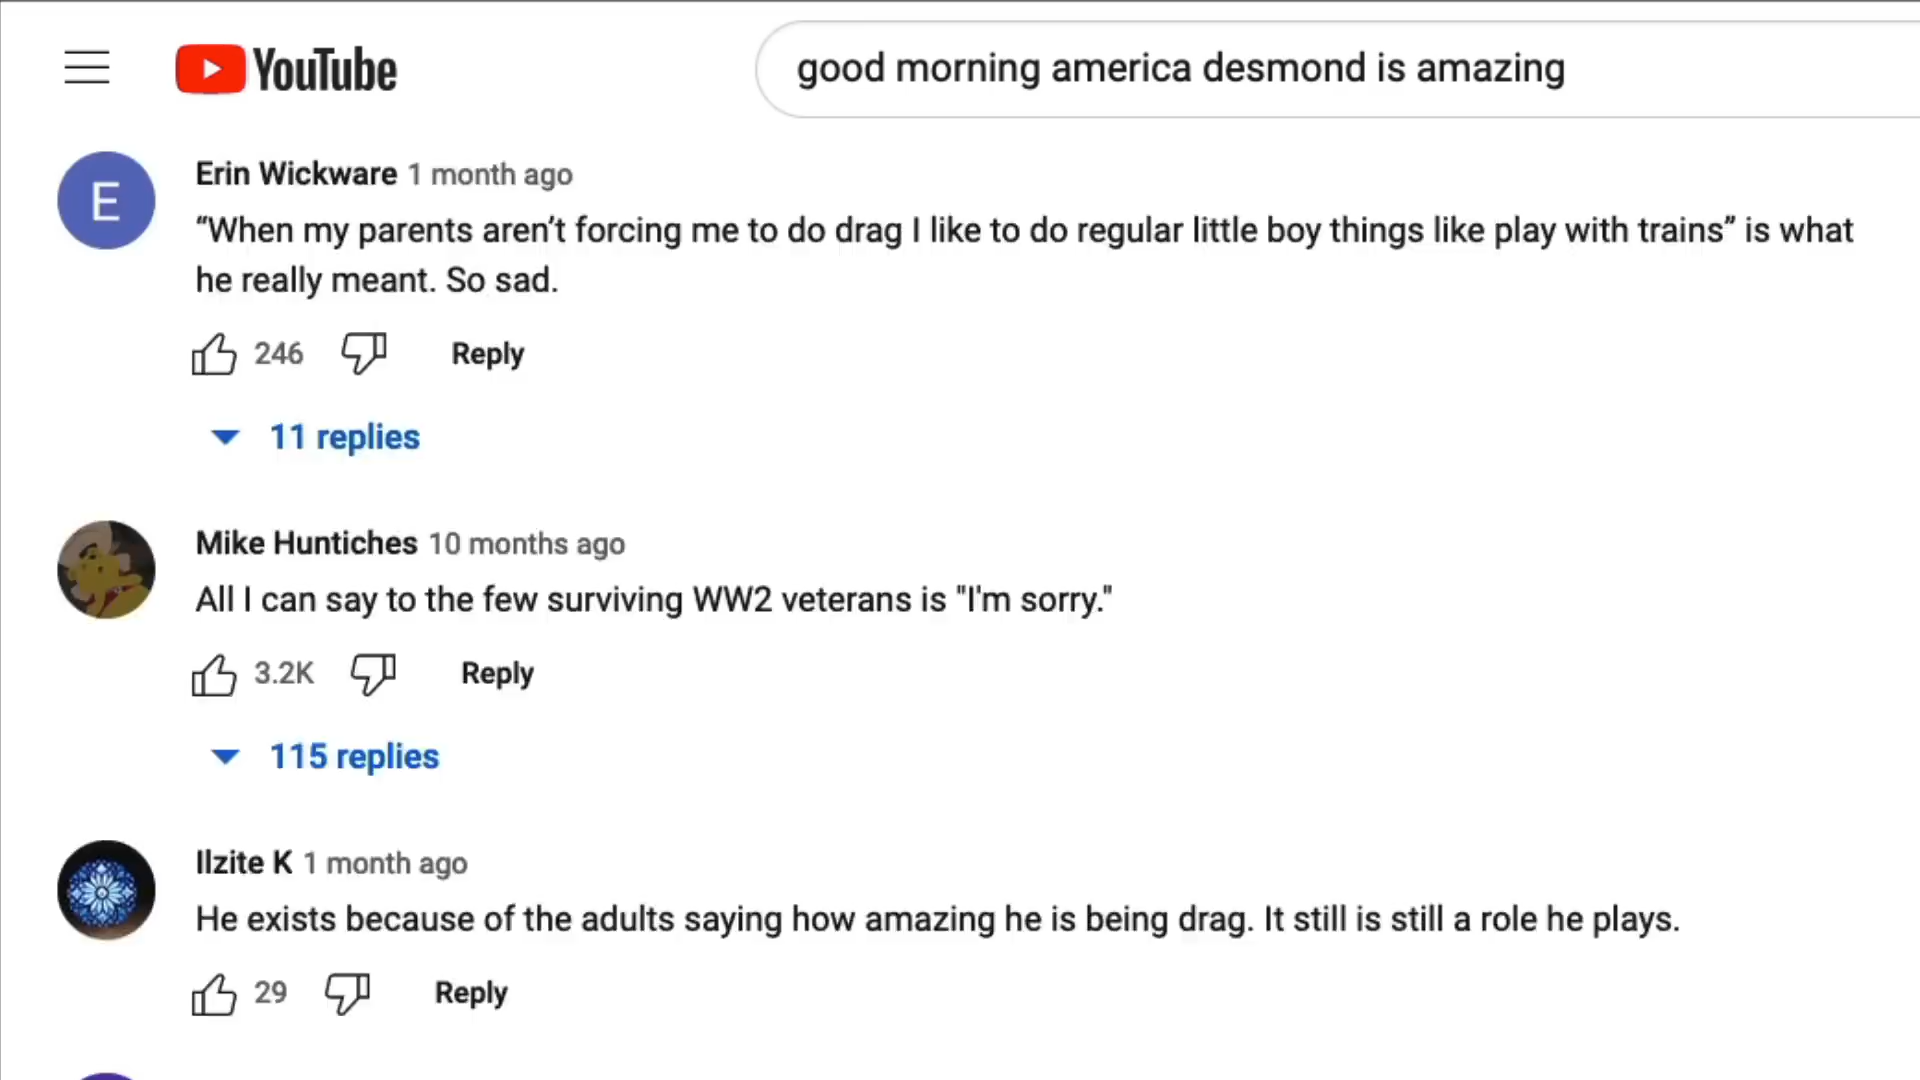 YouTube
good morning america desmond is amazing
E
Erin Wickware 1 month ago
“When my parents aren’t forcing me to do drag I like to do regular little boy things like play with trains” is what
he really meant. So sad.
246 Reply
11 replies
Mike Huntiches 10 months ago
All I can say to the few surviving WW2 veterans is "I'm sorry."
3.2K Reply
115 replies
Ilzite K 1 month ago
He exists because of the adults saying how amazing he is being drag. It still is still a role he plays.
29 Reply